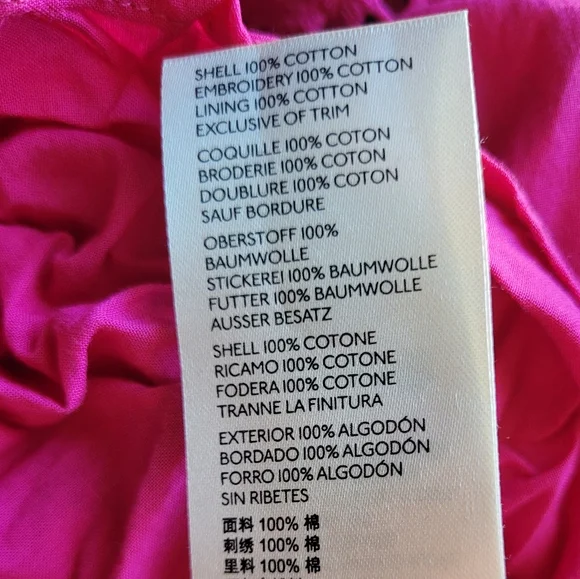 SHELL 100% COTTON
EMBROIDERY 100% COTTON
LINING 100% COTTON
EXCLUSIVE OF TRIM
COQUILLE 100% COTON
BRODERIE 100% COTON
DOUBLURE 100% COTON
SAUF BORDURE
OBERSTOFF 100%
BAUMWOLLE
STICKEREI 100% BAUMWOLLE
FUTTER 100% BAUMWOLLE
AUSSER BESATZ
SHELL 100% COTONE
RICAMO 100% COTONE
FODERA 100% COTONE
TRANNE LA FINITURA
EXTERIOR 100% ALGODÓN
BORDADO 100% ALGODÓN
FORRO 100% ALGODÓN
SIN RIBETES
面料 100% 棉
刺绣 100% 棉
里料 100% 棉